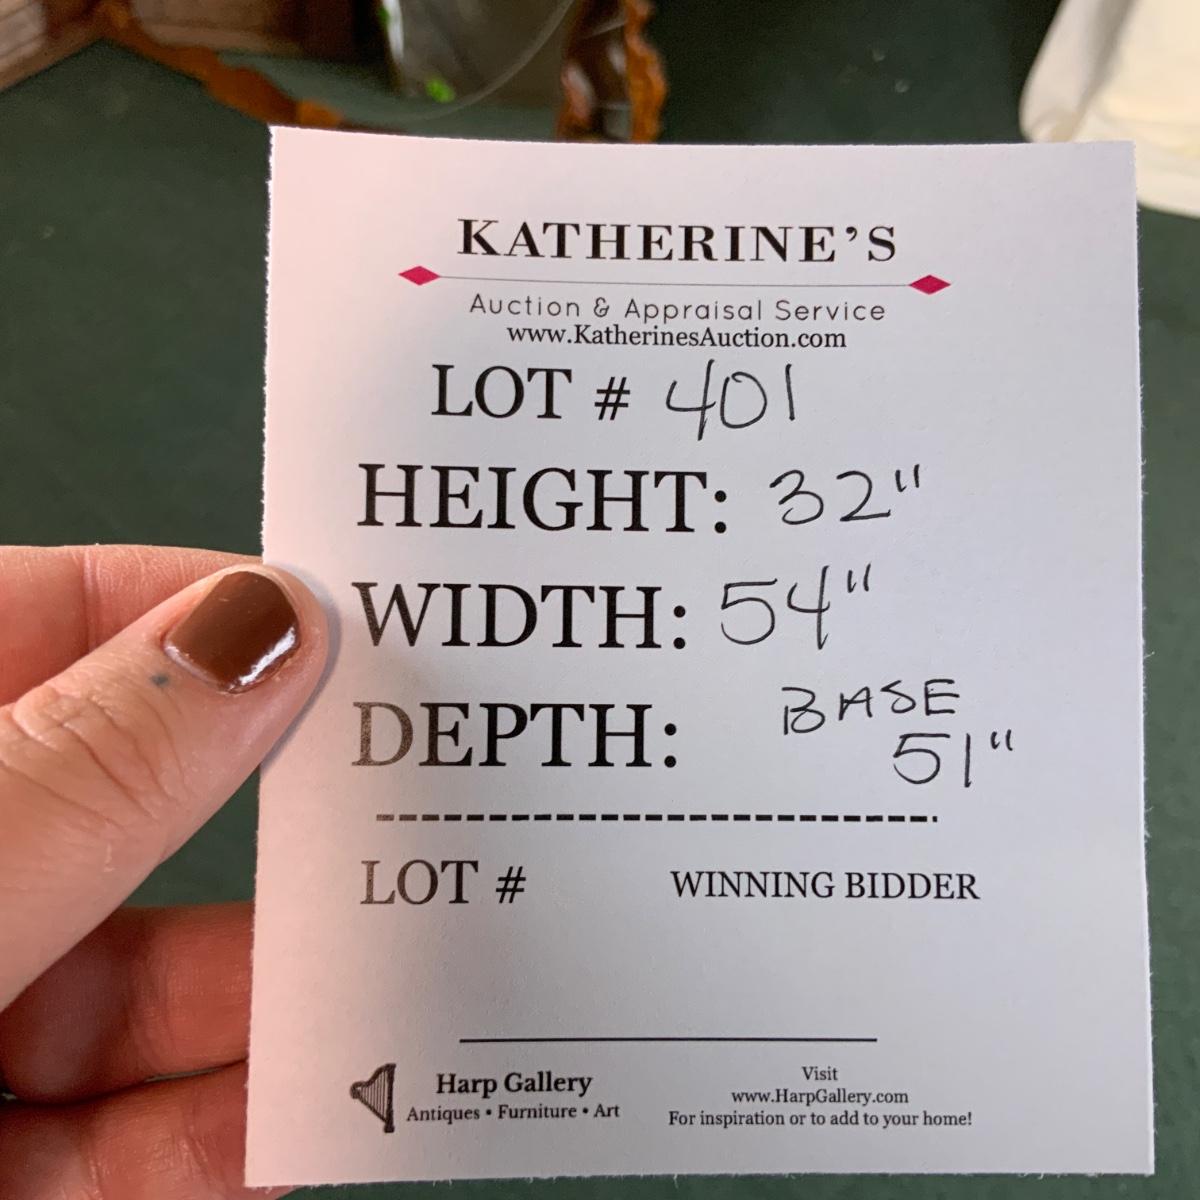 KATHERINE'S
Auction & Appraisal Service
www.KatherinesAuction.com
LOT # 401
HEIGHT: 32"
WIDTH: 54"
DEPTH: BASE
51"
LOT # WINNING BIDDER
Harp Gallery
Antiques • Furniture • Art
Visit
www.HarpGallery.com
For inspiration or to add to your home!